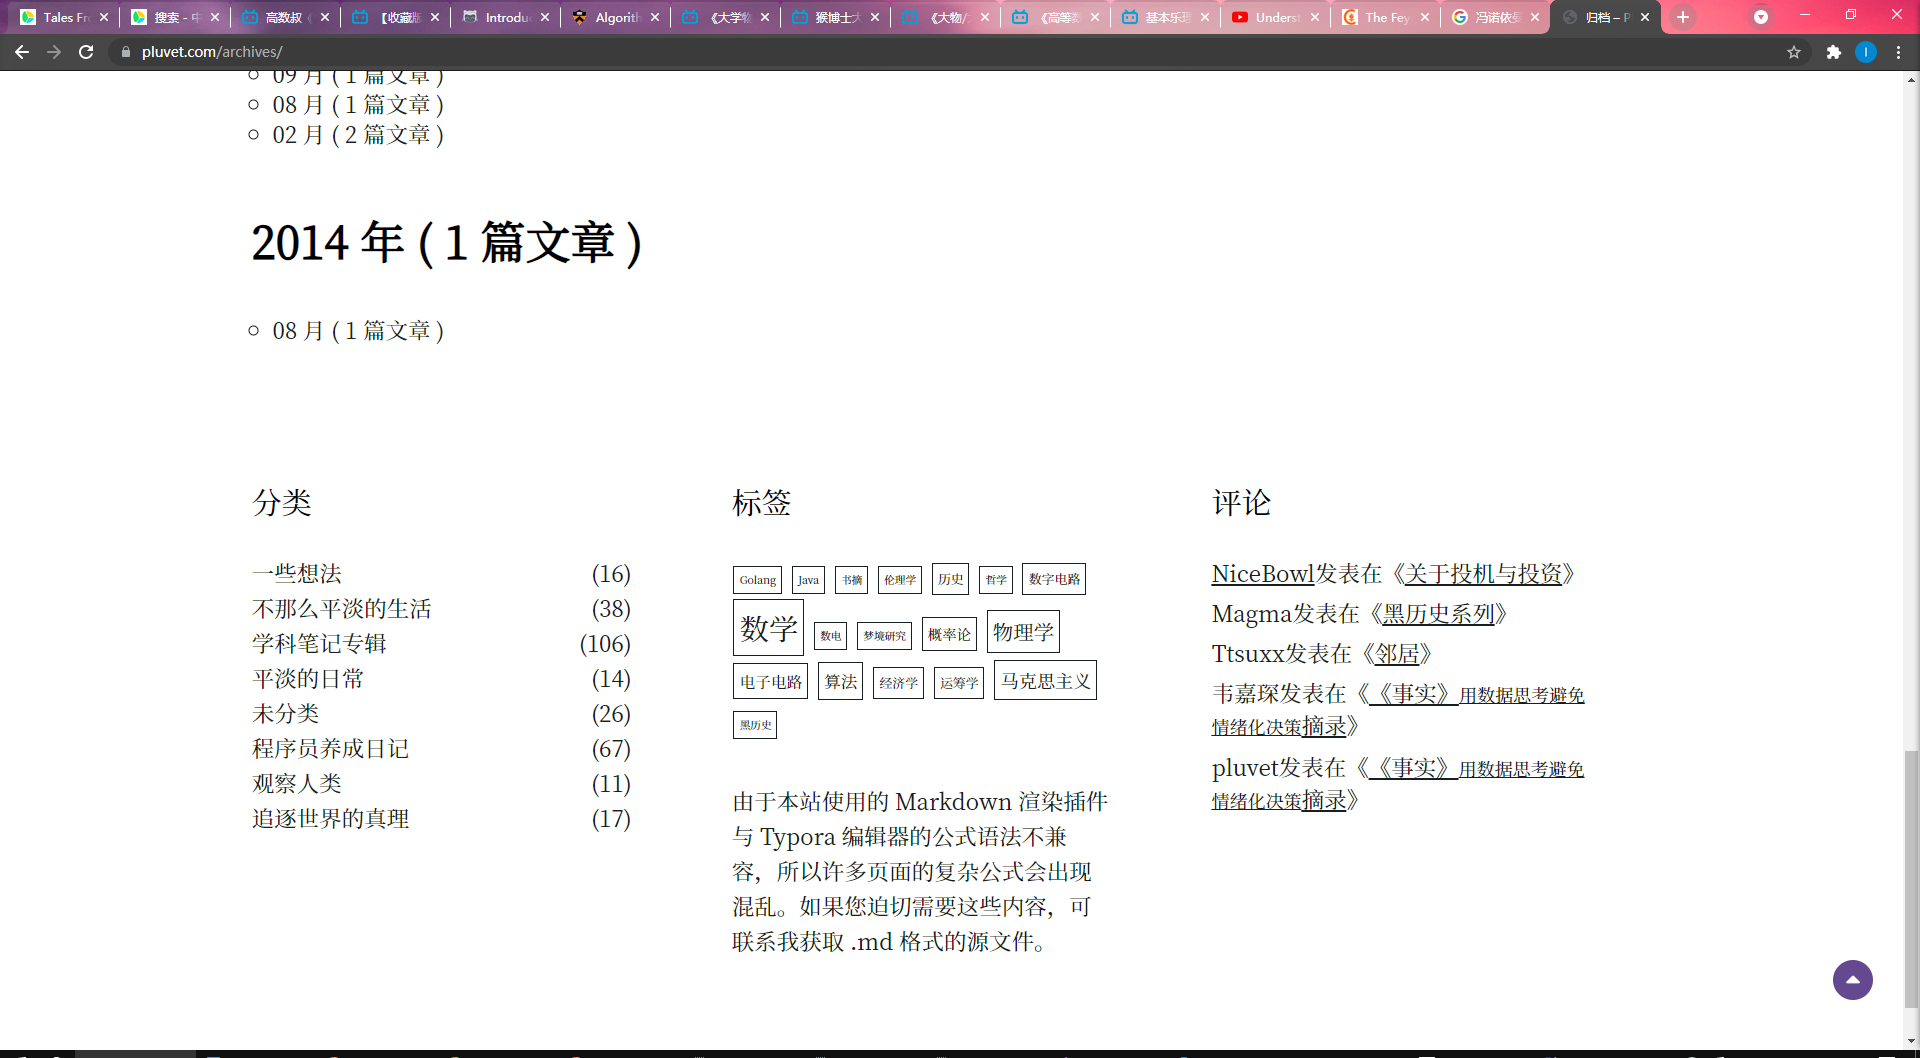 Tales Fr
搜索 - 中
高数叔
【收藏版
Introdu
Algorith
《大学物
猴博士大
《大物/
《高等数
基本乐理
Underst
The Fey
冯诺依曼
归档 – P
pluvet.com/archives/
09 月 ( 1 篇文章 )
08 月 ( 1 篇文章 )
02 月 ( 2 篇文章 )
2014 年 ( 1 篇文章 )
08 月 ( 1 篇文章 )
分类
一些想法 (16)
不那么平淡的生活 (38)
学科笔记专辑 (106)
平淡的日常 (14)
未分类 (26)
程序员养成日记 (67)
观察人类 (11)
追逐世界的真理 (17)
标签
Golang Java 书摘 伦理学 历史 哲学 数字电路
数学 数电 梦境研究 概率论 物理学
电子电路 算法 经济学 运筹学 马克思主义
黑历史
由于本站使用的 Markdown 渲染插件
与 Typora 编辑器的公式语法不兼
容，所以许多页面的复杂公式会出现
混乱。如果您迫切需要这些内容，可
联系我获取 .md 格式的源文件。
评论
NiceBowl发表在《关于投机与投资》
Magma发表在《黑历史系列》
Ttsuxx发表在《邻居》
韦嘉琛发表在《《事实》用数据思考避免
情绪化决策摘录》
pluvet发表在《《事实》用数据思考避免
情绪化决策摘录》